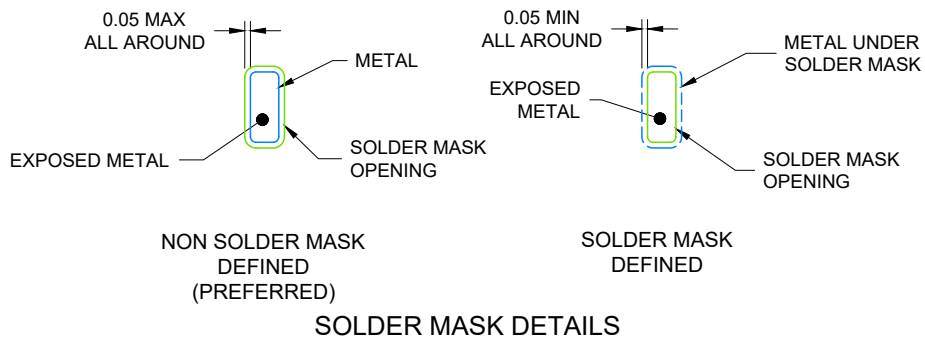 0.05 MAX
ALL AROUND
METAL
EXPOSED METAL
SOLDER MASK
OPENING
NON SOLDER MASK
DEFINED
(PREFERRED)
0.05 MIN
ALL AROUND
METAL UNDER
SOLDER MASK
EXPOSED
METAL
SOLDER MASK
OPENING
SOLDER MASK
DEFINED
SOLDER MASK DETAILS